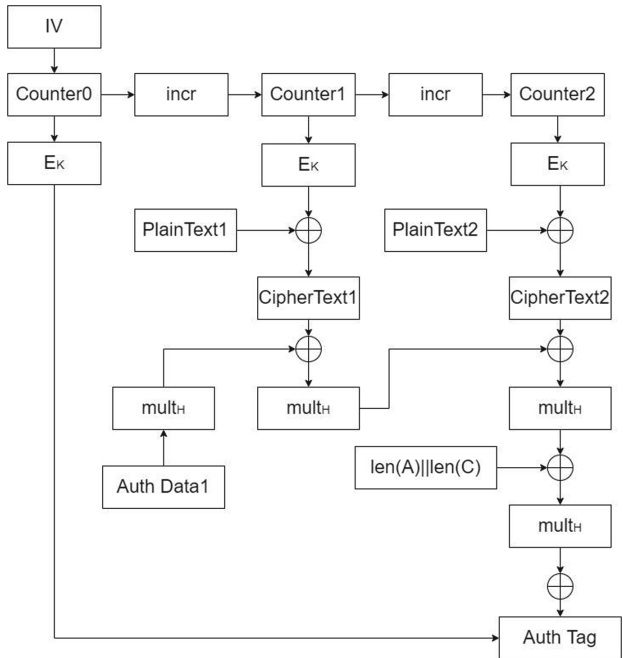 IV
Counter0
incr
Counter1
incr
Counter2
EK
EK
EK
PlainText1
PlainText2
CipherText1
CipherText2
multH
multH
multH
len(A)||len(C)
Auth Data1
multH
Auth Tag